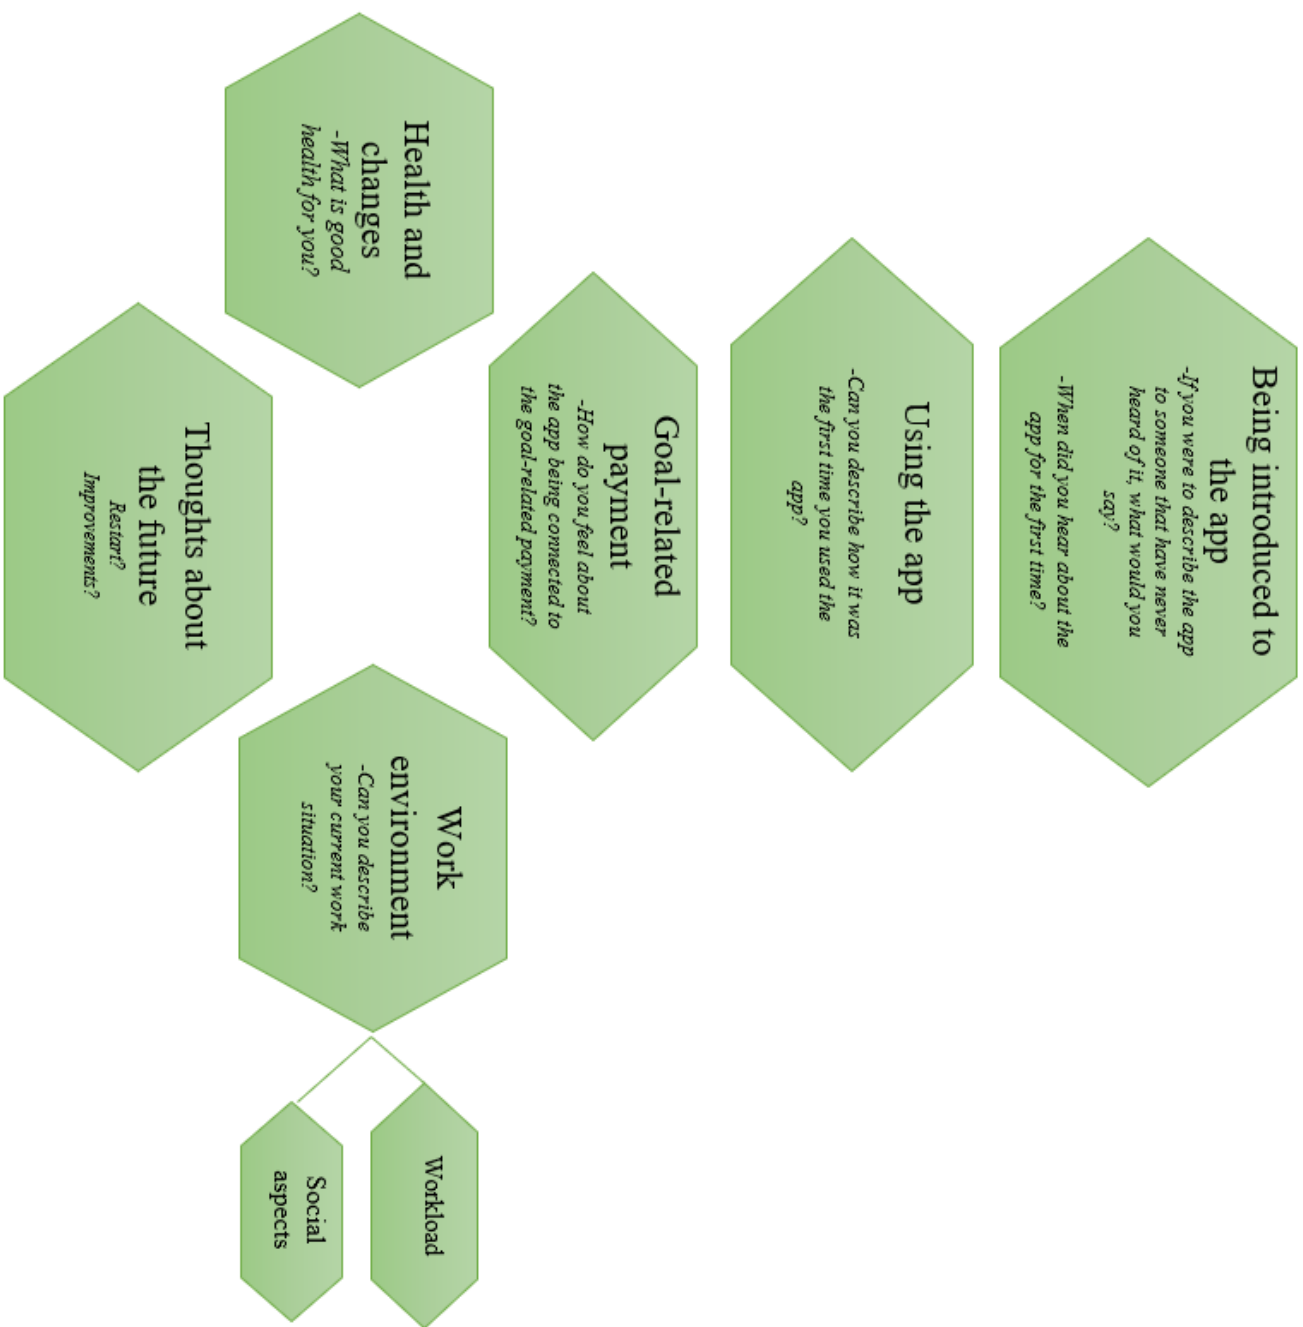 Being introduced to
the app
-If you were to describe the app
to someone that have never
heard of it, what would you
say?
-When did you hear about the
app for the first time?
Using the app
-Can you describe how it was
the first time you used the
app?
Goal-related
payment
-How do you feel about
the app being connected to
the goal-related payment?
Health and
changes
-What is good
health for you?
Work
environment
-Can you describe
your current work
situation?
Workload
Social
aspects
Thoughts about
the future
Restart?
Improvements?